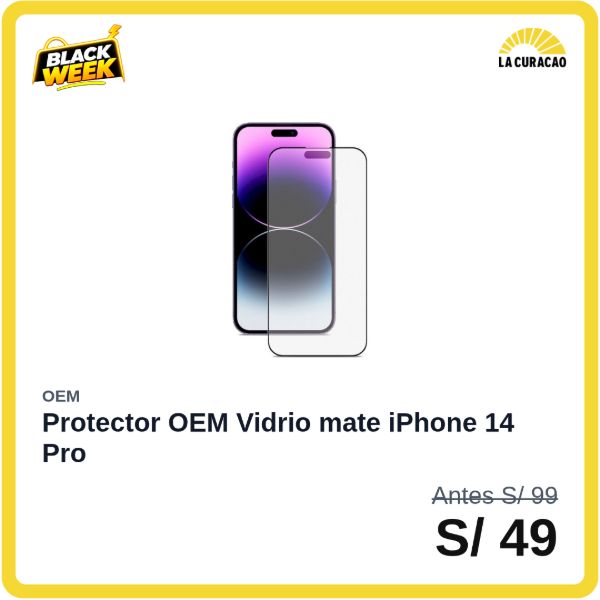 BLACK
WEEK
LA CURACAO
OEM
Protector OEM Vidrio mate iPhone 14
Pro
Antes S/ 99
S/ 49